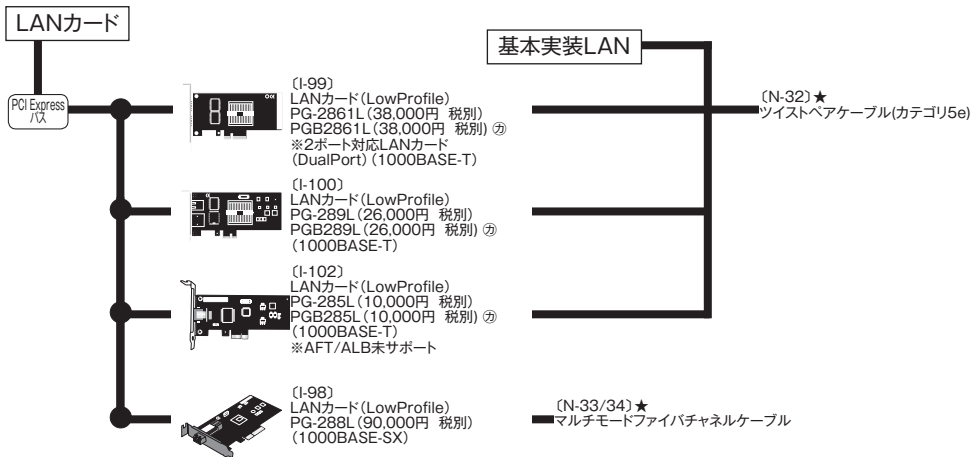 LANカード
基本実装LAN
PCI Express
バス
〔I-99〕
LANカード(LowProfile)
PG-2861L(38,000円 税別)
PGB2861L(38,000円 税別) ㋕
※2ポート対応LANカード
(DualPort)(1000BASE-T)
〔N-32〕★
ツイストペアケーブル(カテゴリ5e)
〔I-100〕
LANカード(LowProfile)
PG-289L(26,000円 税別)
PGB289L(26,000円 税別) ㋕
(1000BASE-T)
〔I-102〕
LANカード(LowProfile)
PG-285L(10,000円 税別)
PGB285L(10,000円 税別) ㋕
(1000BASE-T)
※AFT/ALB未サポート
〔I-98〕
LANカード(LowProfile)
PG-288L(90,000円 税別)
(1000BASE-SX)
〔N-33/34〕★
マルチモードファイバチャネルケーブル